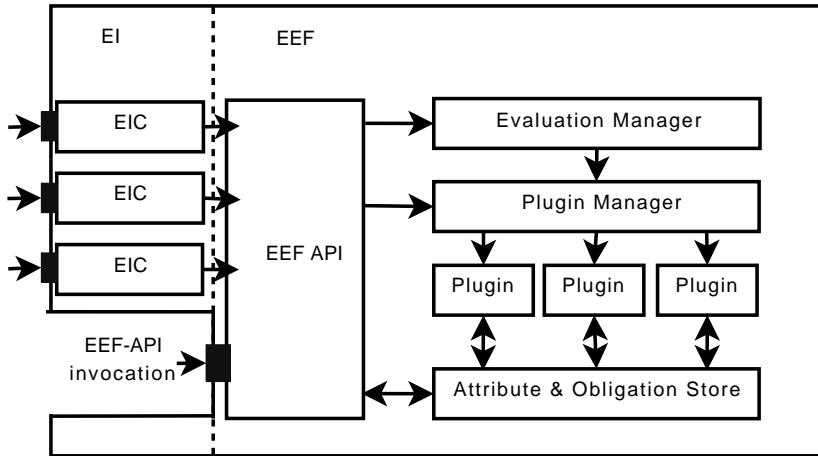 EI
EEF
EIC
EIC
EIC
EEF-API
invocation
EEF API
Evaluation Manager
Plugin Manager
Plugin
Plugin
Plugin
Attribute & Obligation Store